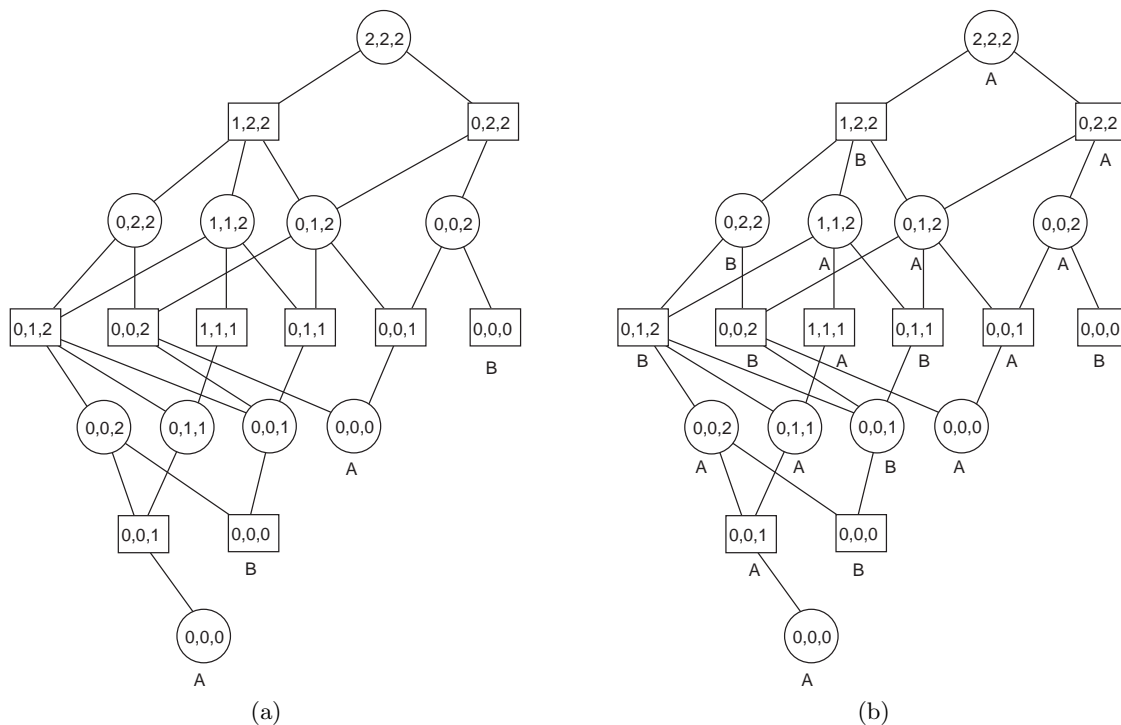 2,2,2 2,2,2
A
1,2,2 0,2,2 1,2,2 0,2,2
B A
0,2,2 1,1,2 0,1,2 0,0,2 0,2,2 1,1,2 0,1,2 0,0,2
B A A A
0,1,2 0,0,2 1,1,1 0,1,1 0,0,1 0,0,0 0,1,2 0,0,2 1,1,1 0,1,1 0,0,1 0,0,0
B B B A B A B
0,0,2 0,1,1 0,0,1 0,0,0 0,0,2 0,1,1 0,0,1 0,0,0
A A A B A
0,0,1 0,0,0 0,0,1 0,0,0
B A B
0,0,0 0,0,0
A A
(a) (b)